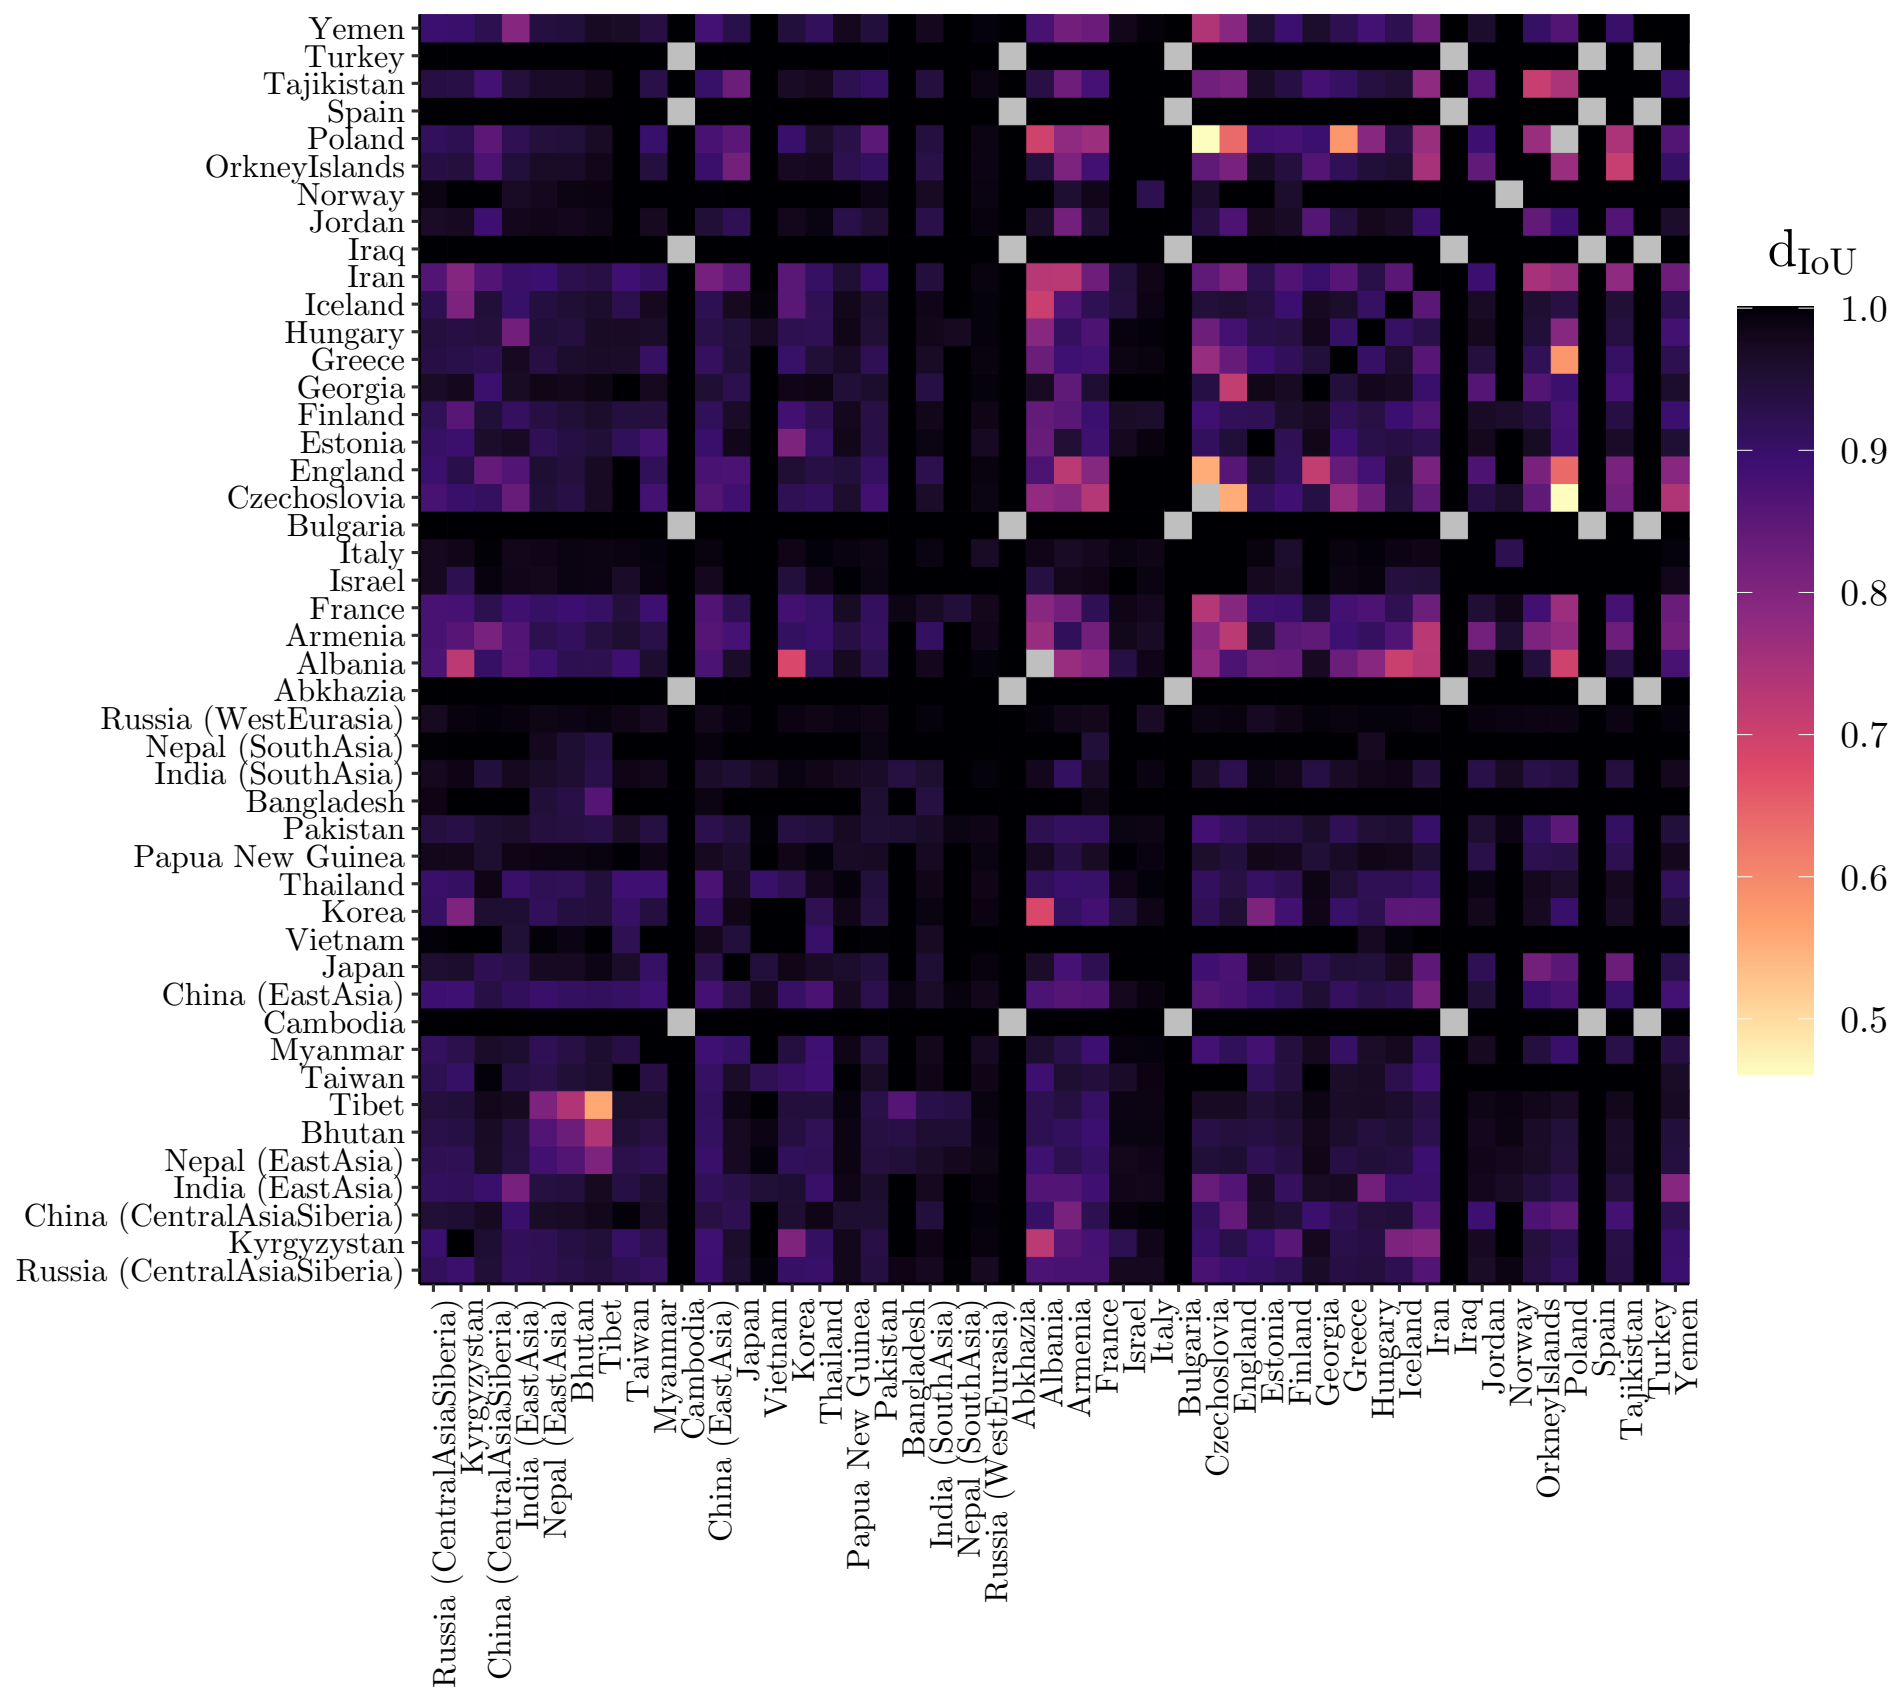 Yemen
Turkey
Tajikistan
Spain
Poland
OrkneyIslands
Norway
Jordan
Iraq
Iran
Iceland
Hungary
Greece
Georgia
Finland
Estonia
England
Czechoslovia
Bulgaria
Italy
Israel
France
Armenia
Albania
Abkhazia
Russia (WestEurasia)
Nepal (SouthAsia)
India (SouthAsia)
Bangladesh
Pakistan
Papua New Guinea
Thailand
Korea
Vietnam
Japan
China (EastAsia)
Cambodia
Myanmar
Taiwan
Tibet
Bhutan
Nepal (EastAsia)
India (EastAsia)
China (CentralAsiaSiberia)
Kyrgyzystan
Russia (CentralAsiaSiberia)
Russia (CentralAsiaSiberia)
Kyrgyzystan
China (CentralAsiaSiberia)
India (EastAsia)
Nepal (EastAsia)
Bhutan
Tibet
Taiwan
Myanmar
Cambodia
China (EastAsia)
Japan
Vietnam
Korea
Thailand
Papua New Guinea
Pakistan
Bangladesh
India (SouthAsia)
Nepal (SouthAsia)
Russia (WestEurasia)
Abkhazia
Albania
Armenia
France
Israel
Italy
Bulgaria
Czechoslovia
England
Estonia
Finland
Georgia
Greece
Hungary
Iceland
Iran
Iraq
Jordan
Norway
OrkneyIslands
Poland
Spain
Tajikistan
Turkey
Yemen
dIoU
1.0
0.9
0.8
0.7
0.6
0.5